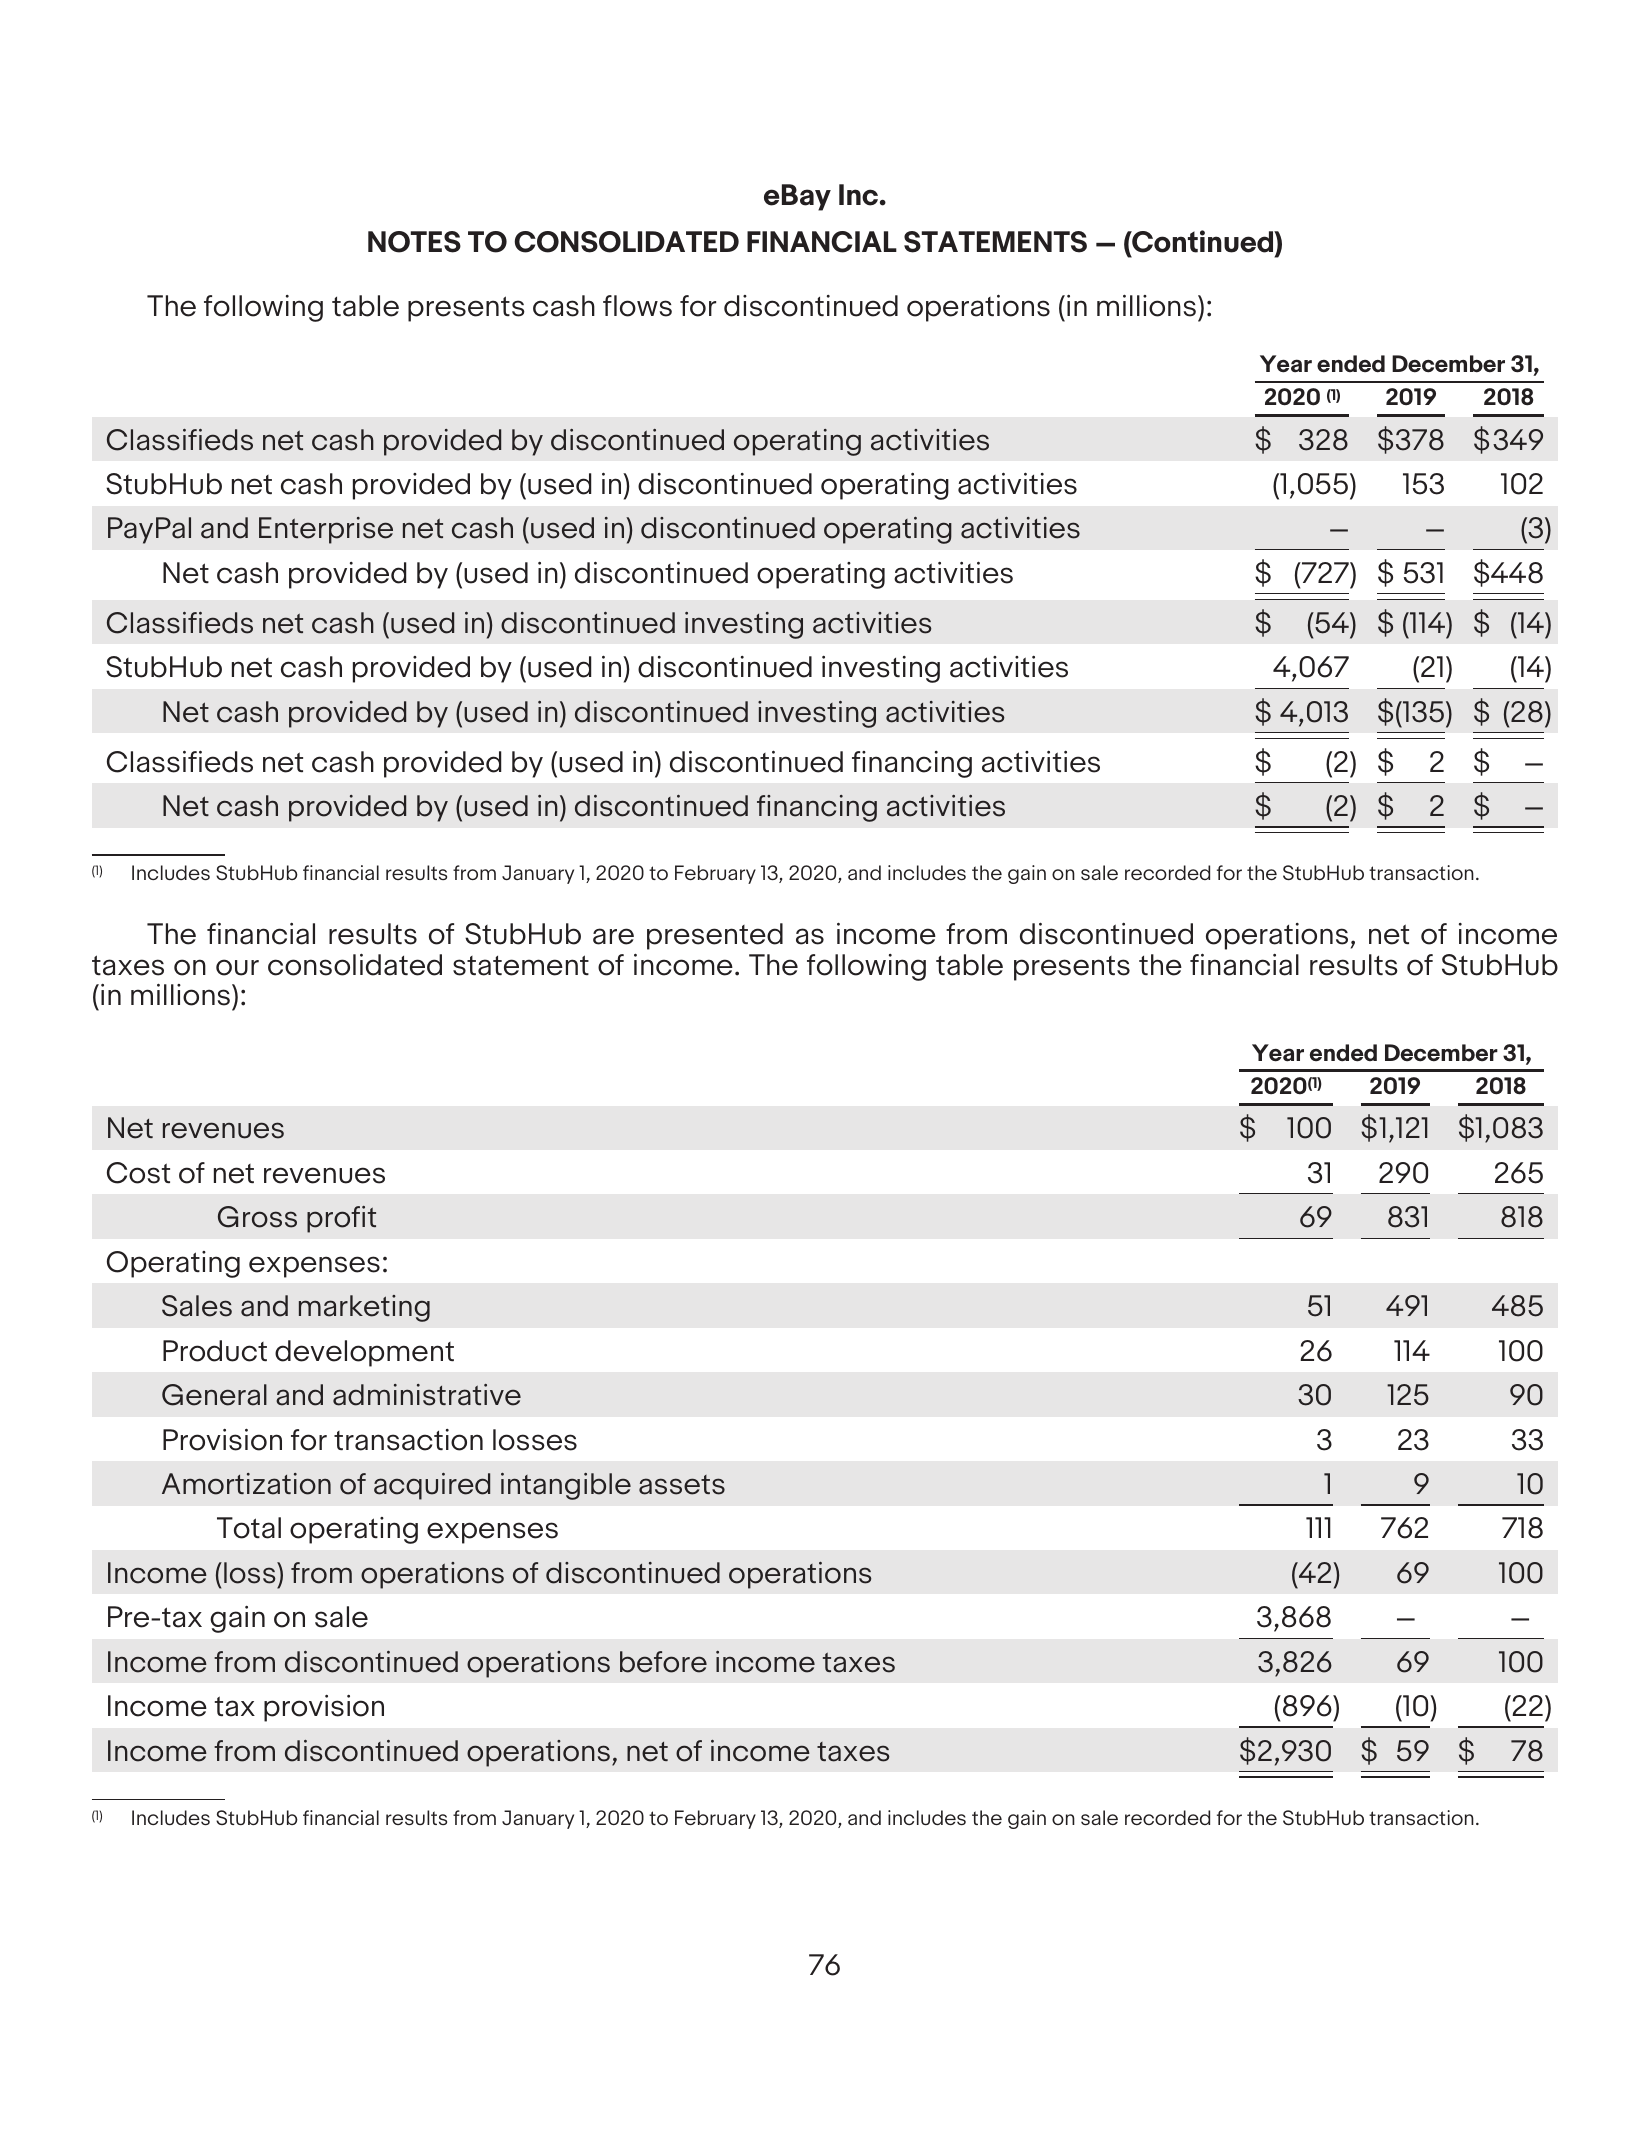 eBay Inc.
NOTES TO CONSOLIDATED FINANCIAL STATEMENTS — (Continued)
The following table presents cash flows for discontinued operations (in millions):
Year ended December 31,
2020 (1) 2019 2018
Classifieds net cash provided by discontinued operating activities $ 328 $378 $349
StubHub net cash provided by (used in) discontinued operating activities (1,055) 153 102
PayPal and Enterprise net cash (used in) discontinued operating activities — — (3)
Net cash provided by (used in) discontinued operating activities $ (727) $ 531 $448
Classifieds net cash (used in) discontinued investing activities $ (54) $ (114) $ (14)
StubHub net cash provided by (used in) discontinued investing activities 4,067 (21) (14)
Net cash provided by (used in) discontinued investing activities $ 4,013 $(135) $ (28)
Classifieds net cash provided by (used in) discontinued financing activities $ (2) $ 2 $ —
Net cash provided by (used in) discontinued financing activities $ (2) $ 2 $ —
(1) Includes StubHub financial results from January 1, 2020 to February 13, 2020, and includes the gain on sale recorded for the StubHub transaction.
The financial results of StubHub are presented as income from discontinued operations, net of income
taxes on our consolidated statement of income. The following table presents the financial results of StubHub
(in millions):
Year ended December 31,
2020(1) 2019 2018
Net revenues $ 100 $1,121 $1,083
Cost of net revenues 31 290 265
Gross profit 69 831 818
Operating expenses:
Sales and marketing 51 491 485
Product development 26 114 100
General and administrative 30 125 90
Provision for transaction losses 3 23 33
Amortization of acquired intangible assets 1 9 10
Total operating expenses 111 762 718
Income (loss) from operations of discontinued operations (42) 69 100
Pre-tax gain on sale 3,868 — —
Income from discontinued operations before income taxes 3,826 69 100
Income tax provision (896) (10) (22)
Income from discontinued operations, net of income taxes $2,930 $ 59 $ 78
(1) Includes StubHub financial results from January 1, 2020 to February 13, 2020, and includes the gain on sale recorded for the StubHub transaction.
76